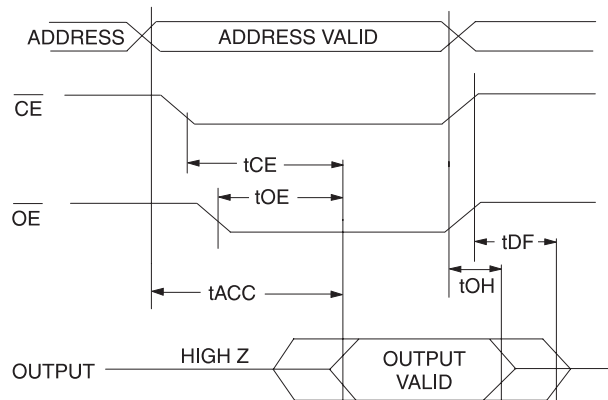 ADDRESS
ADDRESS VALID
CE
tCE
tOE
OE
tDF
tOH
tACC
HIGH Z
OUTPUT
OUTPUT
VALID